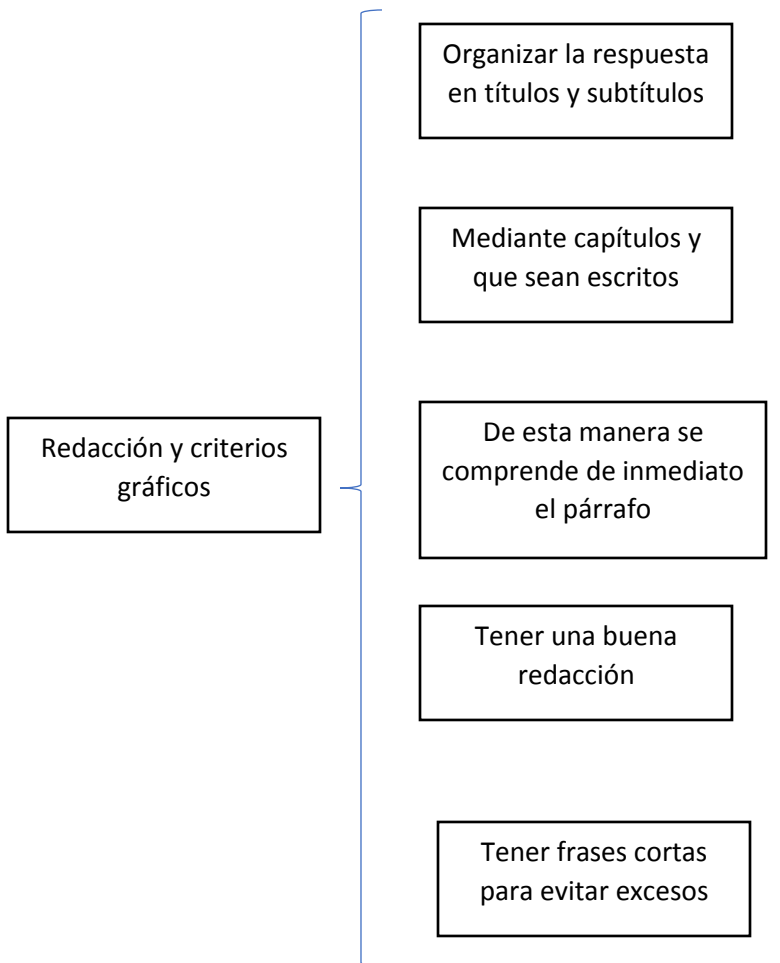 Organizar la respuesta
en títulos y subtítulos
Mediante capítulos y
que sean escritos
Redacción y criterios
gráficos
De esta manera se
comprende de inmediato
el párrafo
Tener una buena
redacción
Tener frases cortas
para evitar excesos